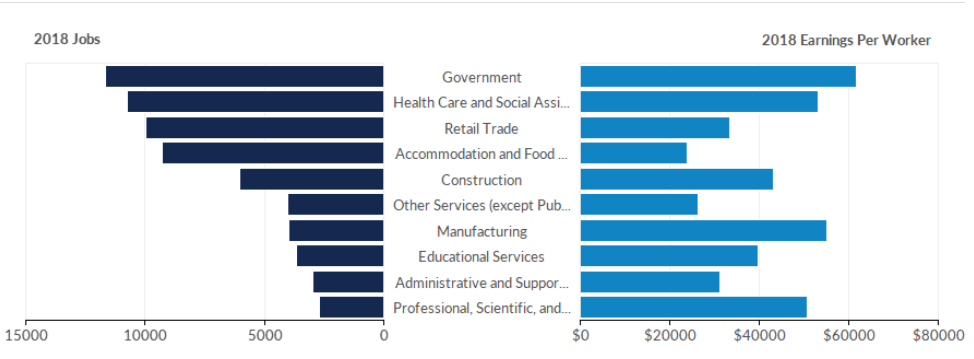 2018 Jobs
2018 Earnings Per Worker
Government
Health Care and Social Assi...
Retail Trade
Accommodation and Food ...
Construction
Other Services (except Pub...
Manufacturing
Educational Services
Administrative and Suppor...
Professional, Scientific, and...
15000 10000 5000 0 $0 $20000 $40000 $60000 $80000